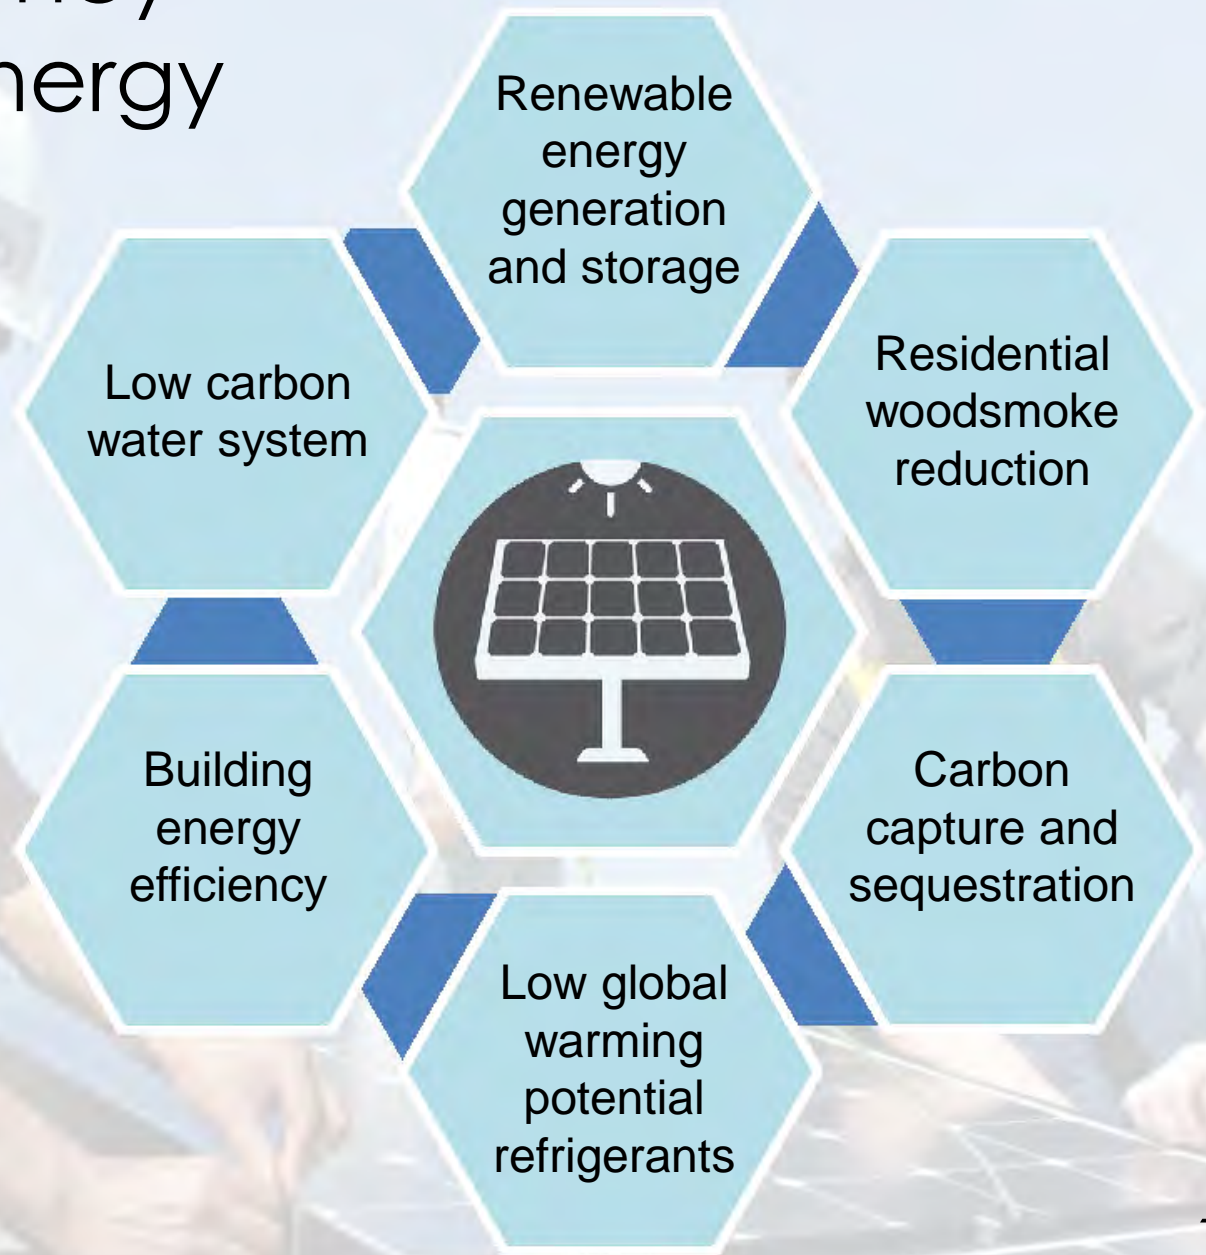 Renewable
energy
generation
and storage
Residential
woodsmoke
reduction
Carbon
capture and
sequestration
Low global
warming
potential
refrigerants
Building
energy
efficiency
Low carbon
water system